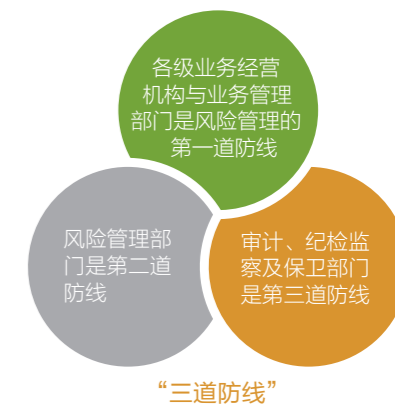 各级业务经营
机构与业务管理
部门是风险管理的
第一道防线
风险管理部
门是第二道
防线
审计、纪检监
察及保卫部门
是第三道防线
“三道防线”